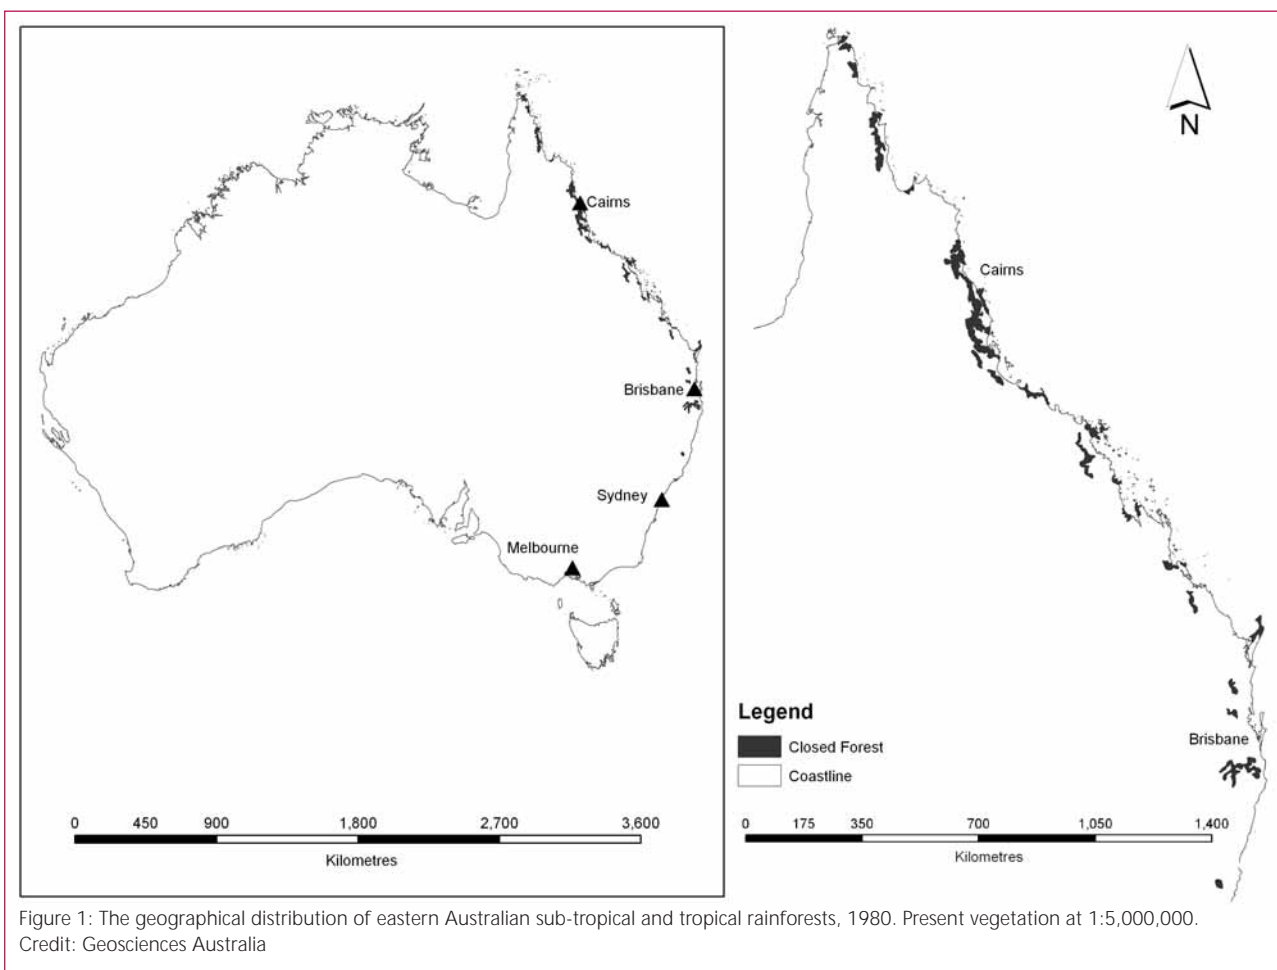 Cairns
Brisbane
Sydney
Melbourne
0 450 900 1,800 2,700 3,600
Kilometres
N
Cairns
Brisbane
Legend
Closed Forest
Coastline
0 175 350 700 1,050 1,400
Kilometres
Figure 1: The geographical distribution of eastern Australian sub-tropical and tropical rainforests, 1980. Present vegetation at 1:5,000,000.
Credit: Geosciences Australia